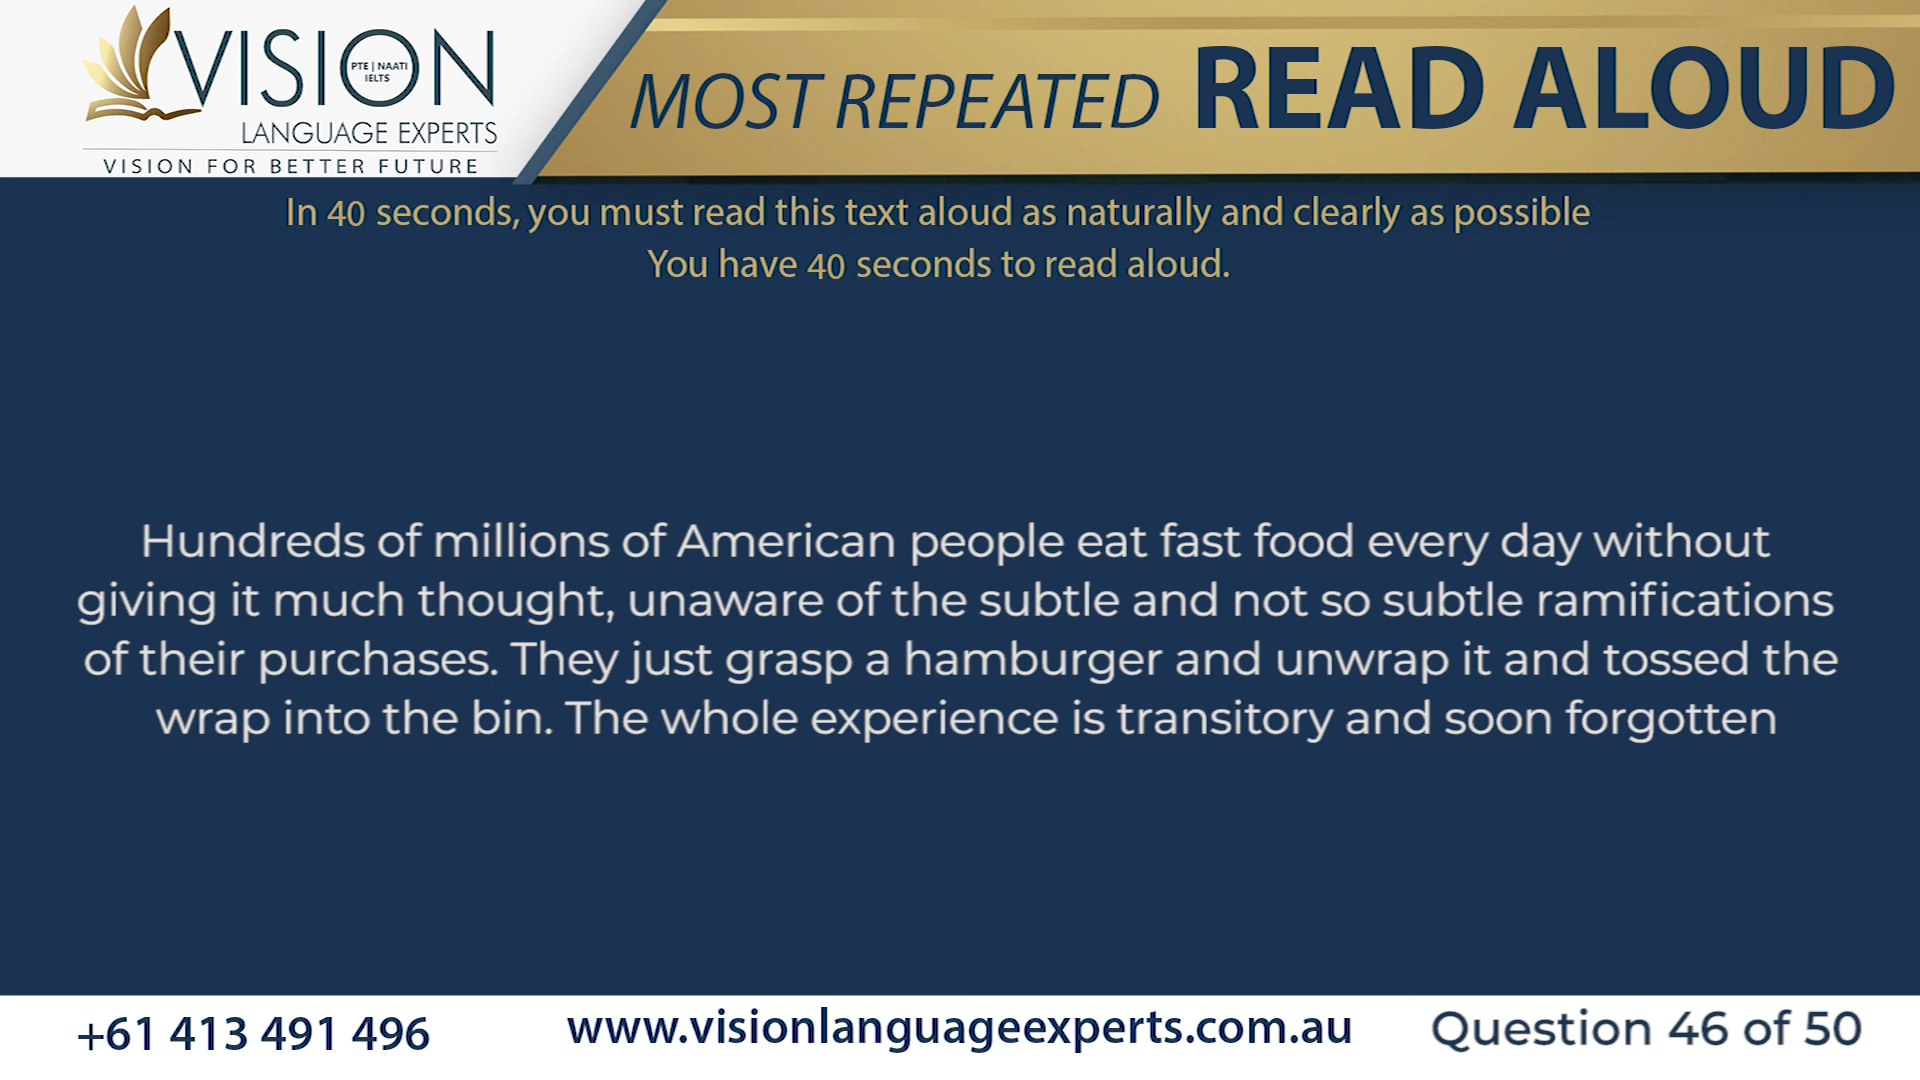 VISION
PTE | NAATI
IELTS
LANGUAGE EXPERTS
VISION FOR BETTER FUTURE
MOST REPEATED READ ALOUD
In 40 seconds, you must read this text aloud as naturally and clearly as possible
You have 40 seconds to read aloud.
Hundreds of millions of American people eat fast food every day without
giving it much thought, unaware of the subtle and not so subtle ramifications
of their purchases. They just grasp a hamburger and unwrap it and tossed the
wrap into the bin. The whole experience is transitory and soon forgotten
+61 413 491 496
www.visionlanguageexperts.com.au
Question 46 of 50